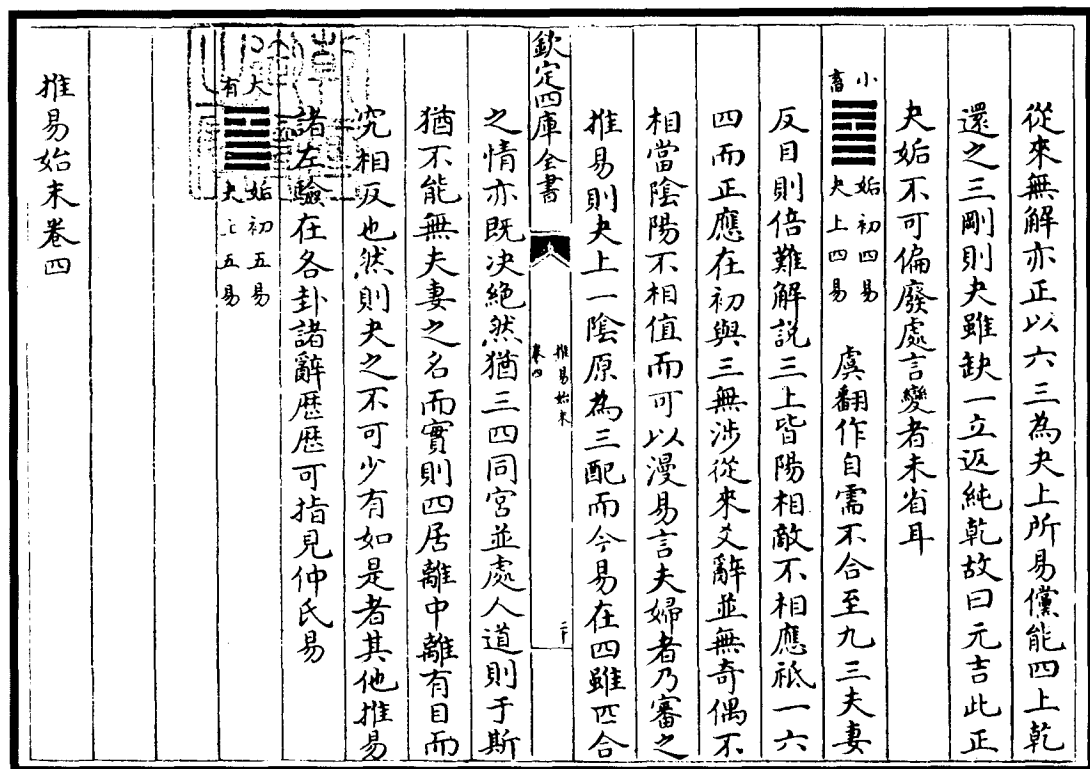 從來無解亦正以六三為夬上所易儻能四上乾
還之三剛則夬雖缺一立返純乾故曰元吉此正
夬姤不可偏廢處言變者未省耳
小畜
姤初四易
夬上四易
虞翻作自需不合至九三夫妻
反目則倍難解説三上皆陽相敵不相應祗一六
四而正應在初與三無涉從來爻辭並無奇偶不
相當陰陽不相值而可以漫易言夫婦者乃審之
推易則夬上一陰原為三配而今易在四雖匹合
欽定四庫全書
推易始末
卷四
二十
之情亦既決絶然猶三四同宮並處人道則于斯
猶不能無夫妻之名而實則四居離中離有目而
究相反也然則夬之不可少有如是者其他推易
諸左驗在各卦諸辭歷歷可指見仲氏易
大有
姤初五易
夬上五易
推易始末卷四